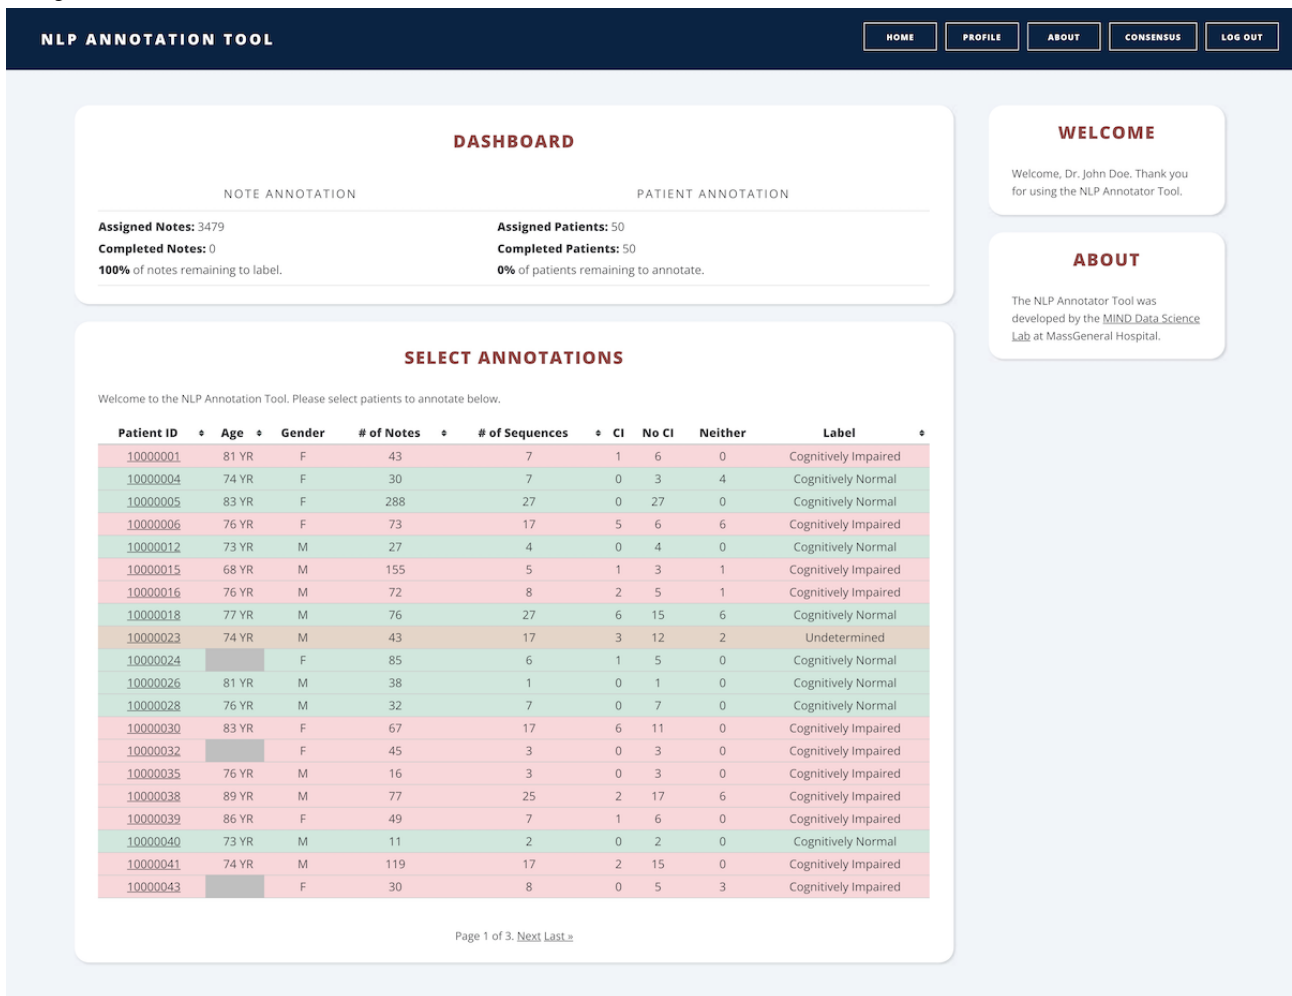 NLP ANNOTATION TOOL
HOME PROFILE ABOUT CONSENSUS LOG OUT
DASHBOARD
NOTE ANNOTATION PATIENT ANNOTATION
Assigned Notes: 3479 Assigned Patients: 50
Completed Notes: 0 Completed Patients: 50
100% of notes remaining to label. 0% of patients remaining to annotate.
WELCOME
Welcome, Dr. John Doe. Thank you
for using the NLP Annotator Tool.
ABOUT
The NLP Annotator Tool was
developed by the MIND Data Science
Lab at MassGeneral Hospital.
SELECT ANNOTATIONS
Welcome to the NLP Annotation Tool. Please select patients to annotate below.
Patient ID Age Gender # of Notes # of Sequences CI No CI Neither Label
10000001 81 YR F 43 7 1 6 0 Cognitively Impaired
10000004 74 YR F 30 7 0 3 4 Cognitively Normal
10000005 83 YR F 288 27 0 27 0 Cognitively Normal
10000006 76 YR F 73 17 5 6 6 Cognitively Impaired
10000012 73 YR M 27 4 0 4 0 Cognitively Normal
10000015 68 YR M 155 5 1 3 1 Cognitively Impaired
10000016 76 YR M 72 8 2 5 1 Cognitively Impaired
10000018 77 YR M 76 27 6 15 6 Cognitively Normal
10000023 74 YR M 43 17 3 12 2 Undetermined
10000024 F 85 6 1 5 0 Cognitively Normal
10000026 81 YR M 38 1 0 1 0 Cognitively Normal
10000028 76 YR M 32 7 0 7 0 Cognitively Normal
10000030 83 YR F 67 17 6 11 0 Cognitively Impaired
10000032 F 45 3 0 3 0 Cognitively Impaired
10000035 76 YR M 16 3 0 3 0 Cognitively Impaired
10000038 89 YR M 77 25 2 17 6 Cognitively Impaired
10000039 86 YR F 49 7 1 6 0 Cognitively Impaired
10000040 73 YR M 11 2 0 2 0 Cognitively Normal
10000041 74 YR M 119 17 2 15 0 Cognitively Impaired
10000043 F 30 8 0 5 3 Cognitively Impaired
Page 1 of 3. Next Last »